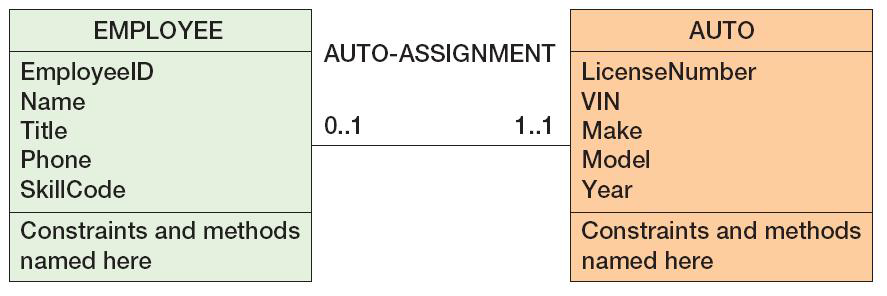 EMPLOYEE
EmployeeID
Name
Title
Phone
SkillCode
Constraints and methods
named here
AUTO-ASSIGNMENT
0..1
1..1
AUTO
LicenseNumber
VIN
Make
Model
Year
Constraints and methods
named here